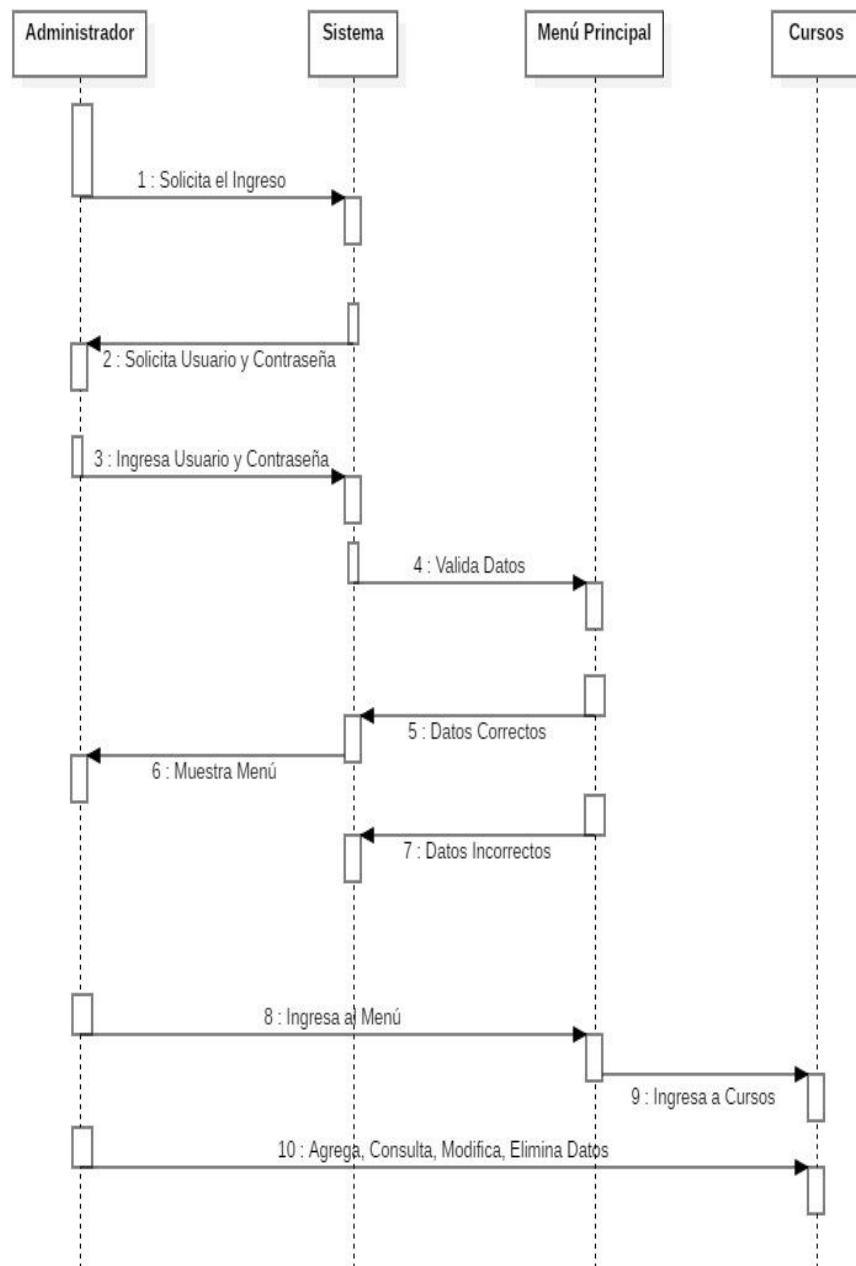 Administrador
Sistema
Menú Principal
Cursos
1 : Solicita el Ingreso
2 : Solicita Usuario y Contraseña
3 : Ingresa Usuario y Contraseña
4 : Valida Datos
5 : Datos Correctos
6 : Muestra Menú
7 : Datos Incorrectos
8 : Ingresa al Menú
9 : Ingresa a Cursos
10 : Agrega, Consulta, Modifica, Elimina Datos